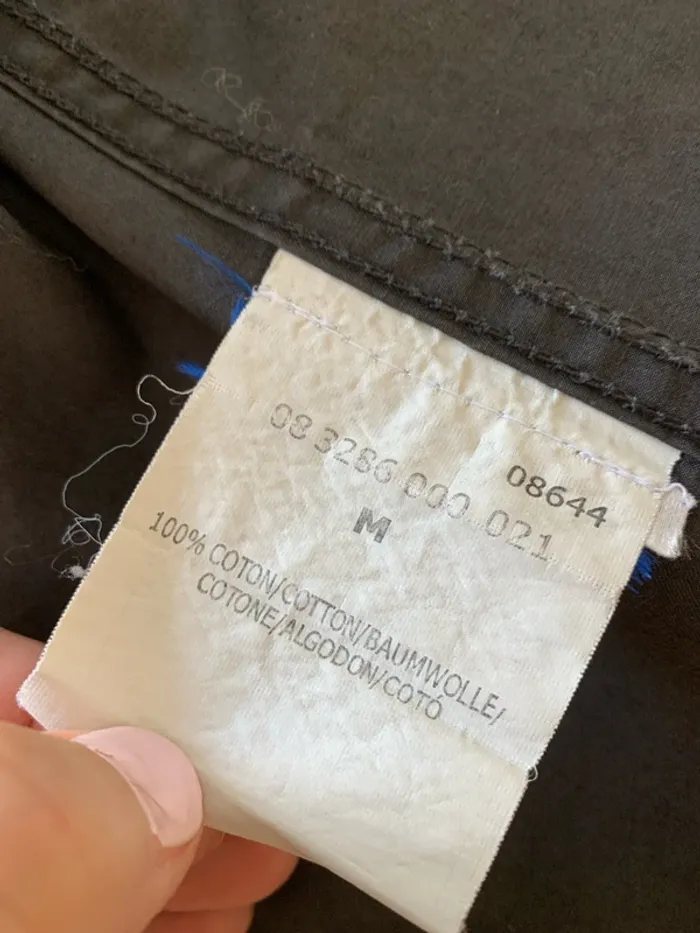 08 3286 000 021
08644
M
100% COTON/COTTON/BAUMWOLLE/
COTONE/ALGODON/COTÓ